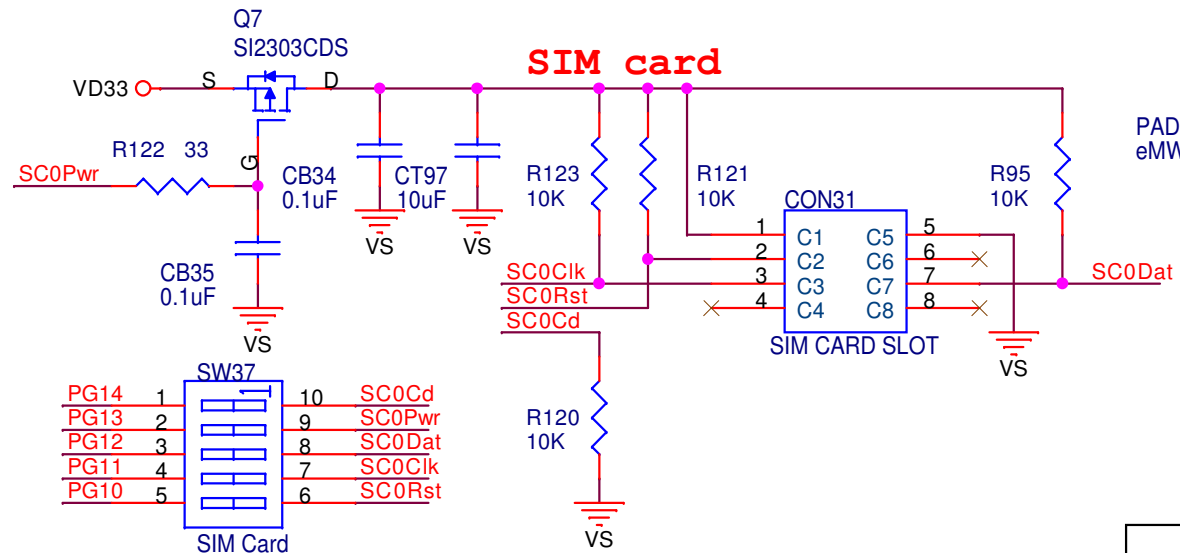 Q7
SI2303CDS
SIM card
VD33
S
D
G
R122 33
SC0Pwr
CB34
0.1uF
CT97
10uF
VS
VS
CB35
0.1uF
VS
R123
10K
R121
10K
R95
10K
PAD
eMW
CON31
1 C1 C5 5
2 C2 C6 6
3 C3 C7 7
4 C4 C8 8
SIM CARD SLOT
SC0Clk
SC0Rst
SC0Cd
SC0Dat
VS
R120
10K
VS
SW37
1
PG14 1 10 SC0Cd
PG13 2 9 SC0Pwr
PG12 3 8 SC0Dat
PG11 4 7 SC0Clk
PG10 5 6 SC0Rst
SIM Card